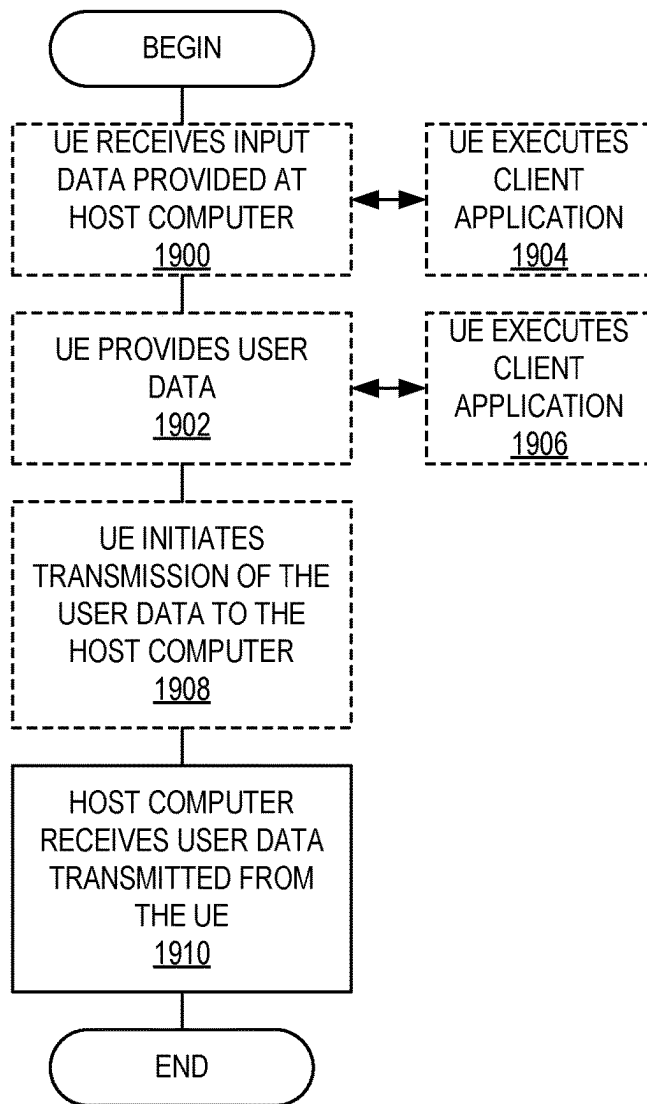 BEGIN
UE RECEIVES INPUT
DATA PROVIDED AT
HOST COMPUTER
1900
UE EXECUTES
CLIENT
APPLICATION
1904
UE PROVIDES USER
DATA
1902
UE EXECUTES
CLIENT
APPLICATION
1906
UE INITIATES
TRANSMISSION OF THE
USER DATA TO THE
HOST COMPUTER
1908
HOST COMPUTER
RECEIVES USER DATA
TRANSMITTED FROM
THE UE
1910
END